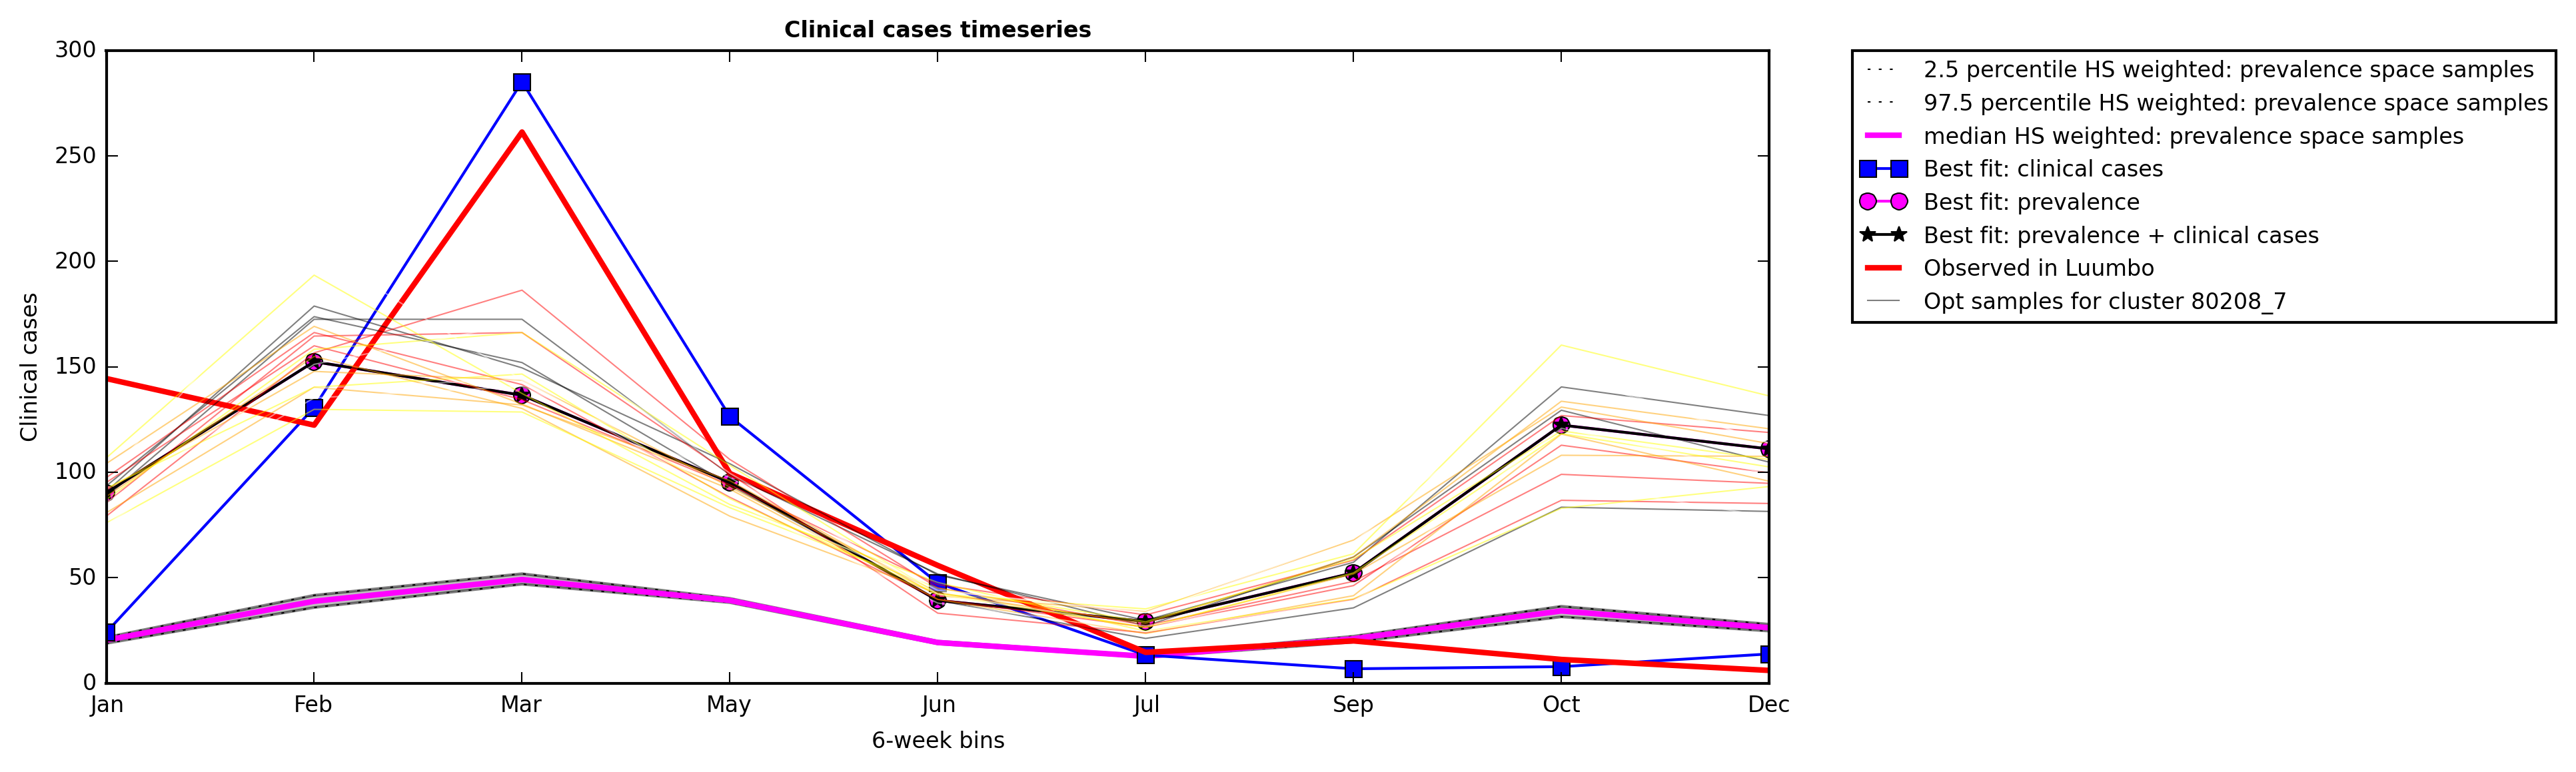 Clinical cases timeseries
300
250
200
150
100
50
0
Clinical cases
Jan Feb Mar May Jun Jul Sep Oct Dec
6-week bins
2.5 percentile HS weighted: prevalence space samples
97.5 percentile HS weighted: prevalence space samples
median HS weighted: prevalence space samples
Best fit: clinical cases
Best fit: prevalence
Best fit: prevalence + clinical cases
Observed in Luumbo
Opt samples for cluster 80208_7